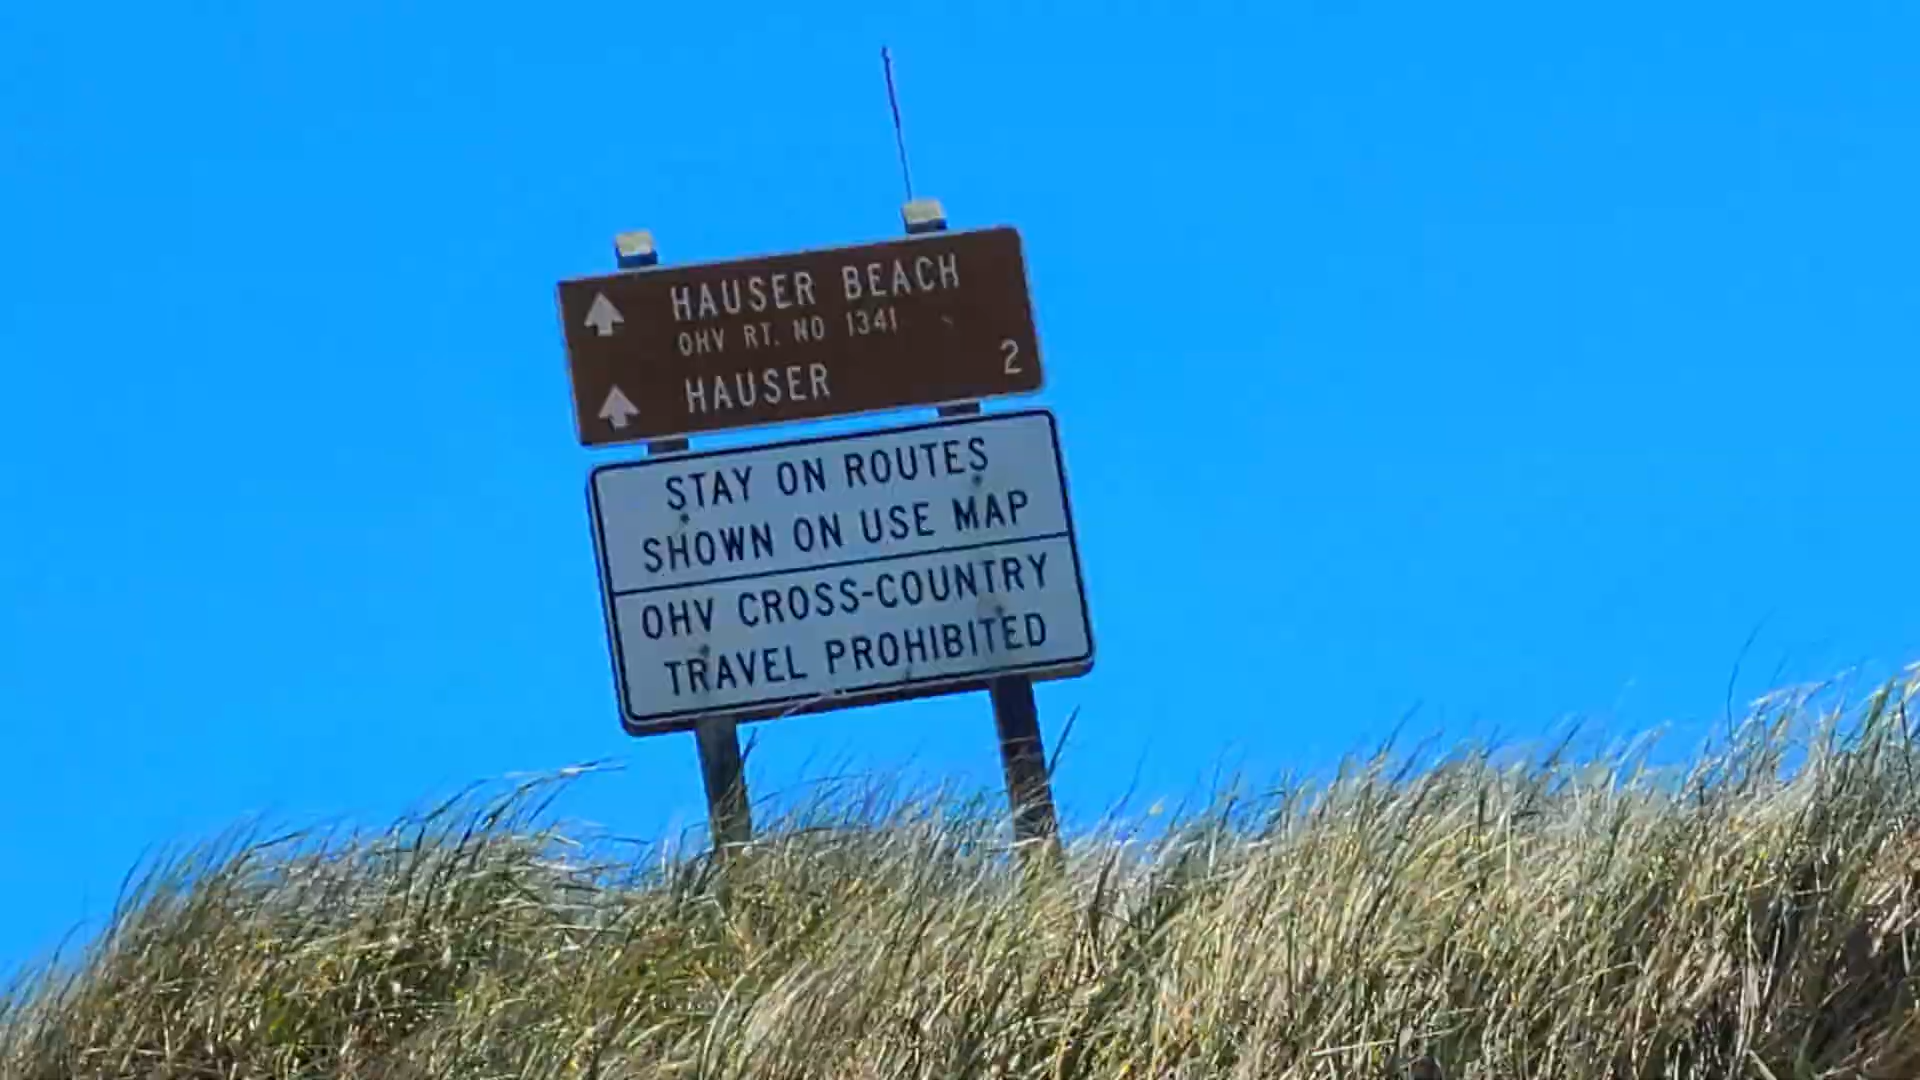 HAUSER BEACH
OHV RT. NO 1341
HAUSER 2
STAY ON ROUTES
SHOWN ON USE MAP
OHV CROSS-COUNTRY
TRAVEL PROHIBITED